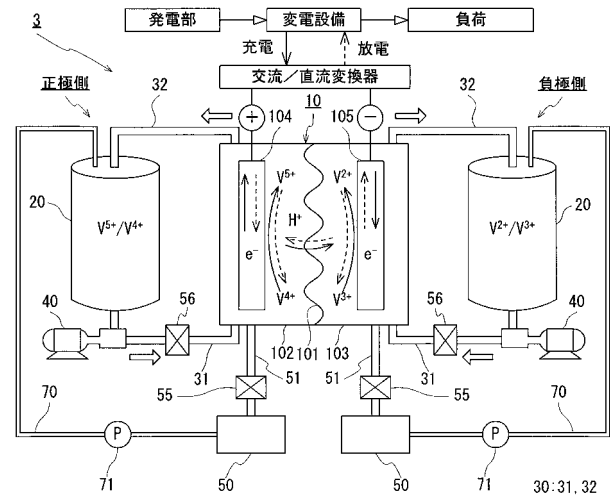 3
発電部
変電設備
負荷
充電
放電
交流/直流変換器
正極側
負極側
32
104
10
105
32
+
−
20
V5+/V4+
V5+
V2+
H+
e−
e−
V4+
V3+
V2+/V3+
20
40
56
56
40
31
102
101
103
31
51
51
55
55
70
70
P
P
71
50
50
71
30:31, 32